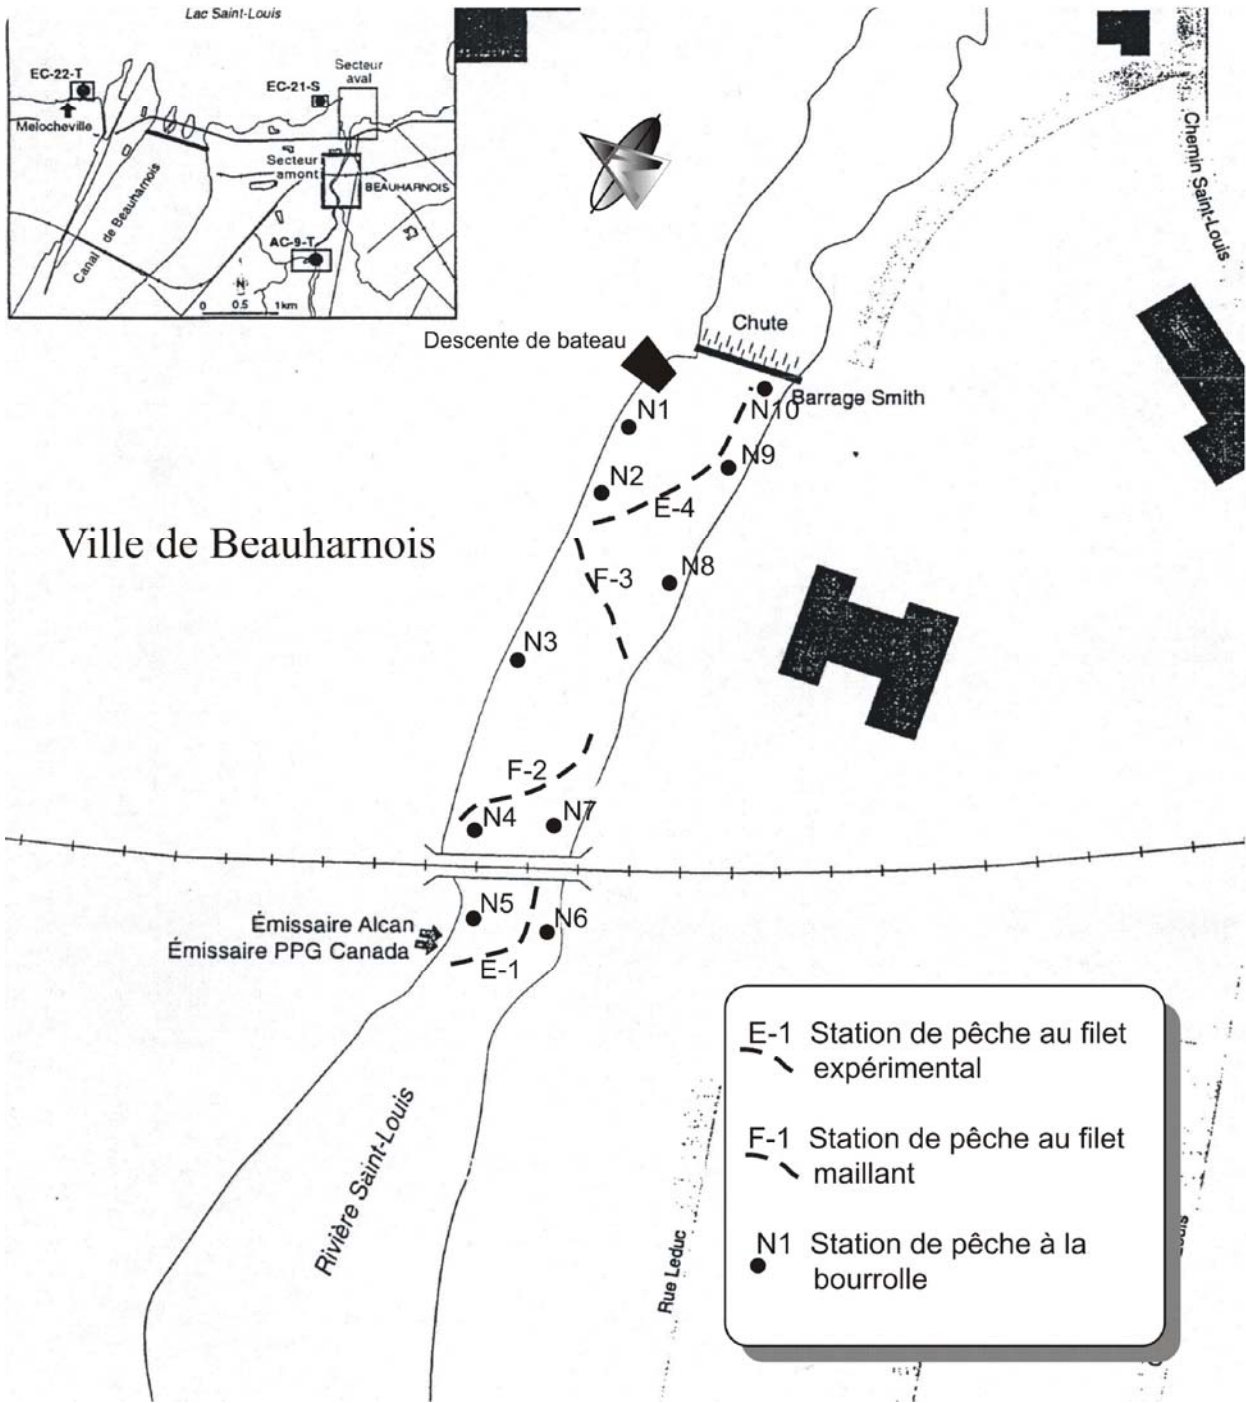 Lac Saint-Louis
EC-22-T
Melocheville
EC-21-S
Secteur
aval
Secteur
amont
BEAUHARNOIS
Canal de Beauharnois
AC-9-T
N
0 0.5 1km
Chemin Saint-Louis
Chute
Descente de bateau
Barrage Smith
N1
N10
N9
N2
E-4
Ville de Beauharnois
F-3
N8
N3
F-2
N4
N7
N5
N6
Émissaire Alcan
Émissaire PPG Canada
E-1
Rivière Saint-Louis
Rue Leduc
E-1 Station de pêche au filet
expérimental
F-1 Station de pêche au filet
maillant
N1 Station de pêche à la
bourrolle